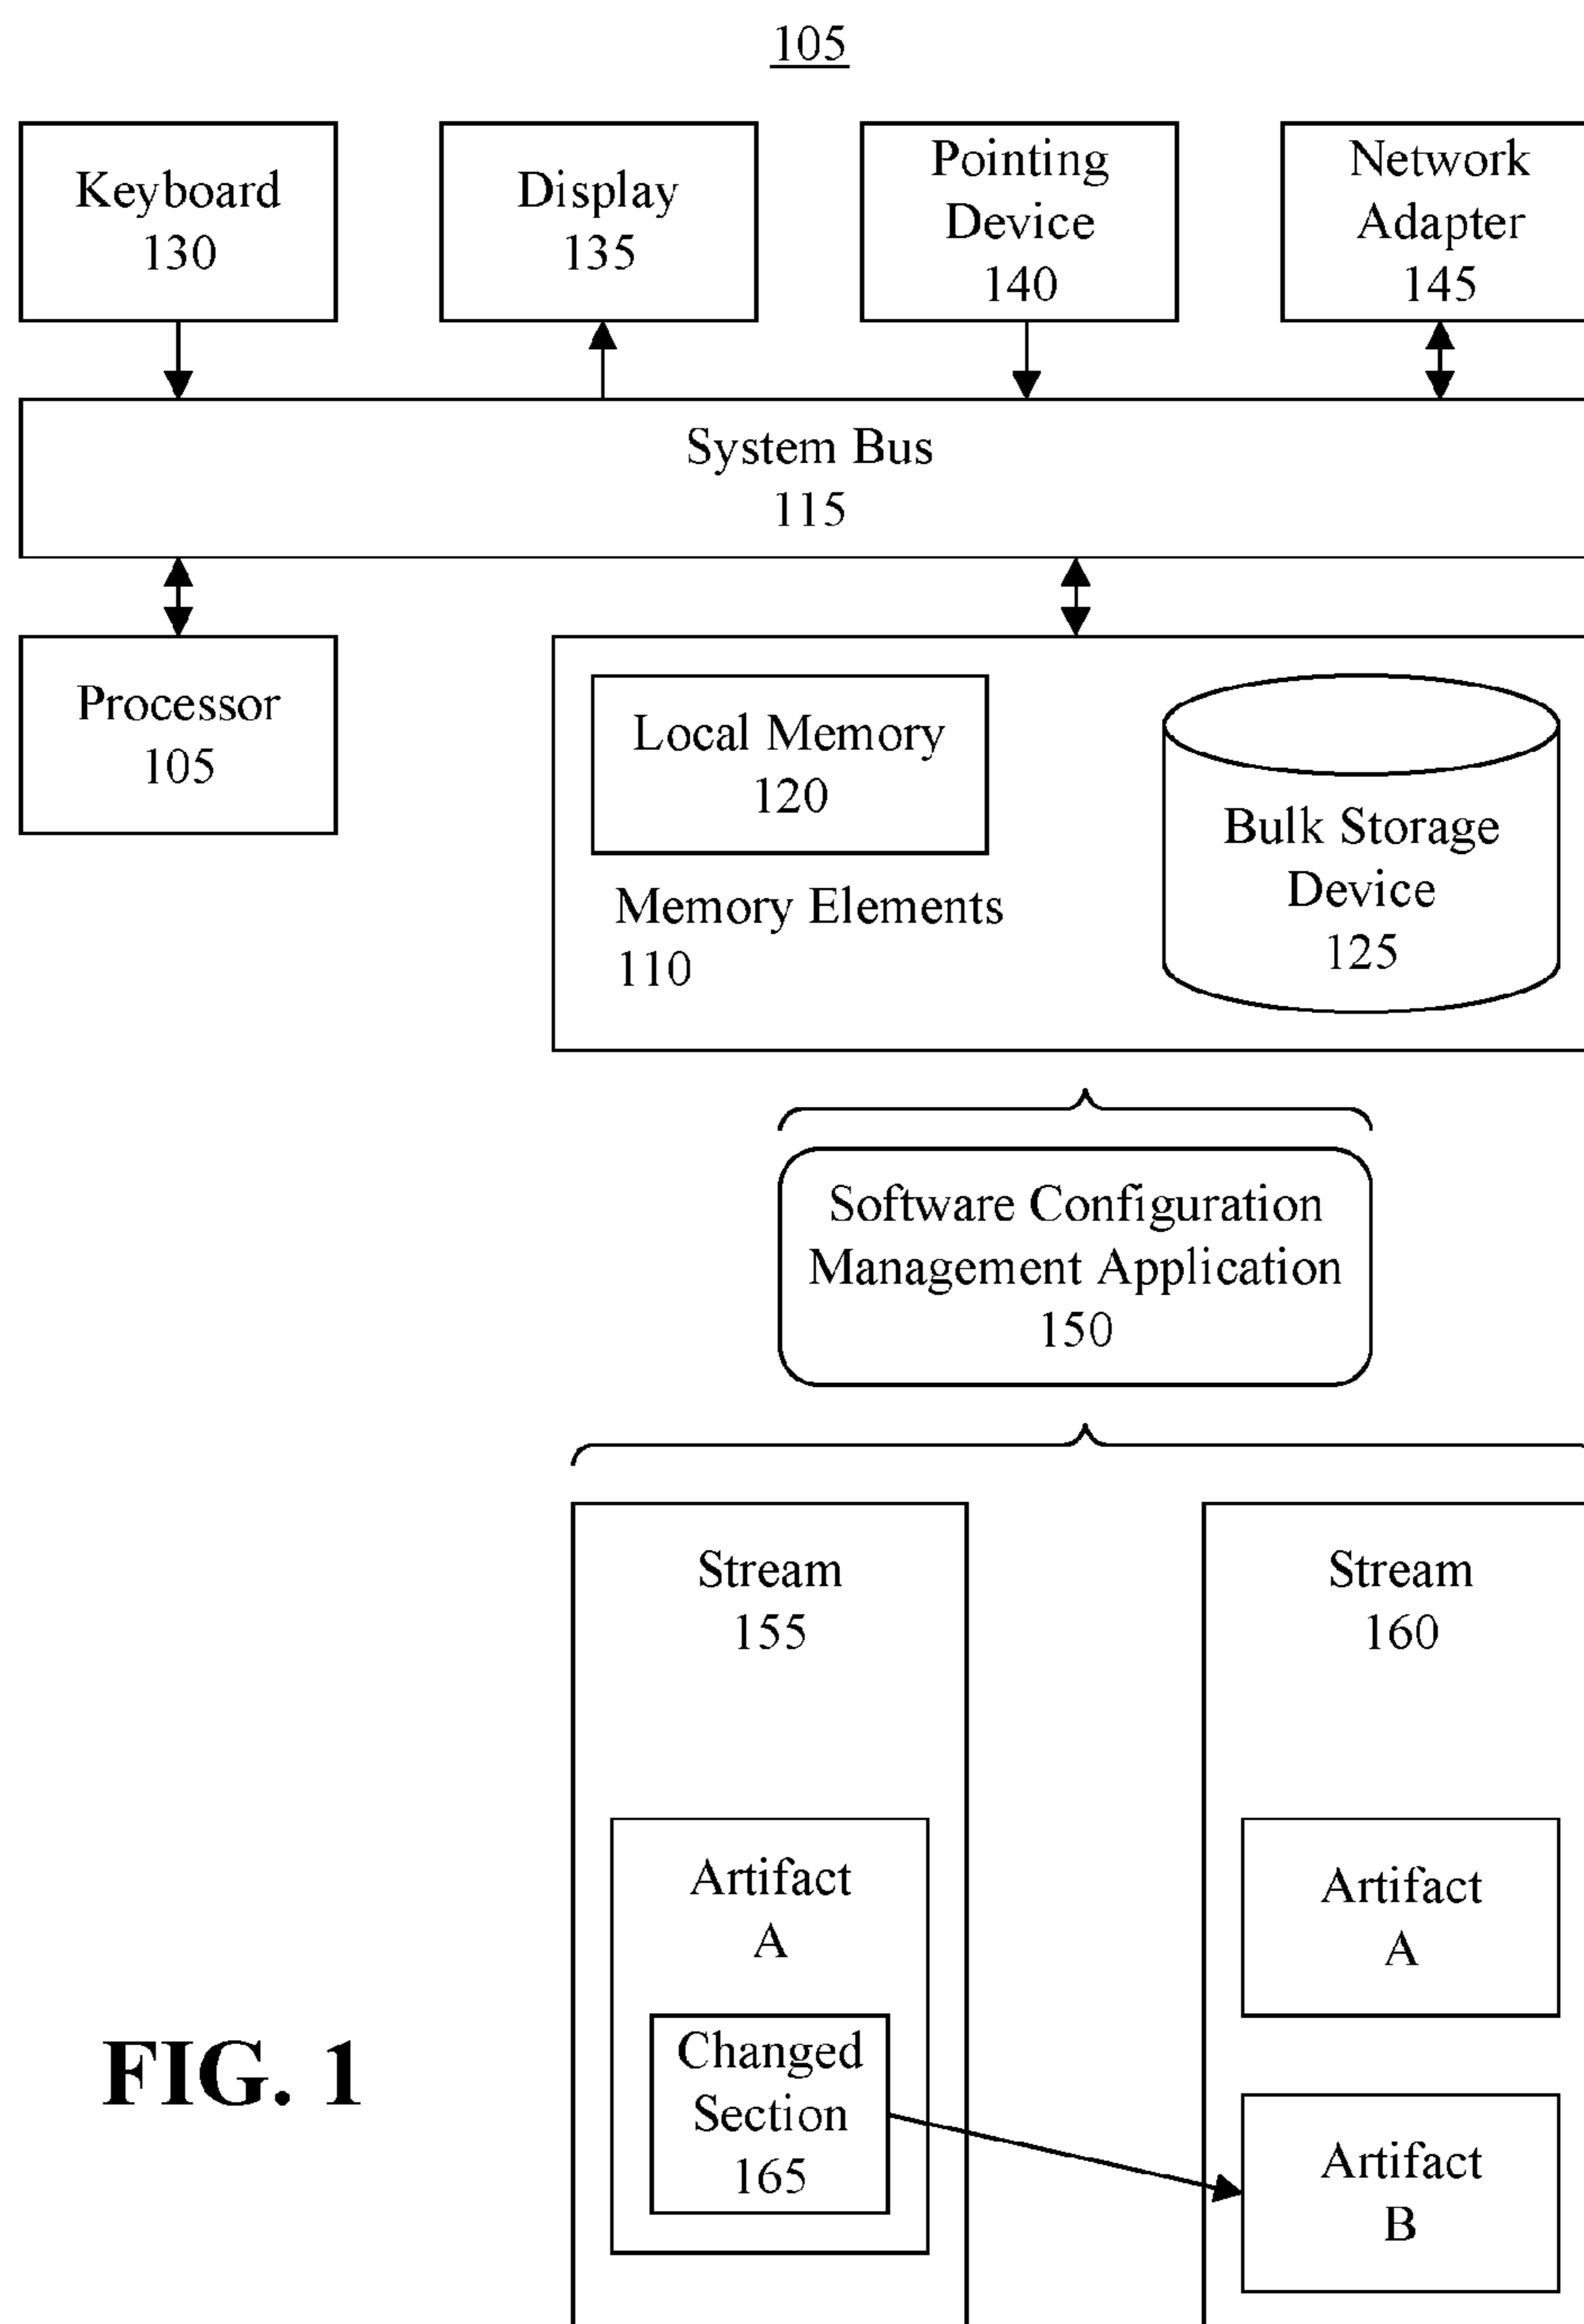 105
Keyboard
130
Display
135
Pointing
Device
140
Network
Adapter
145
System Bus
115
Processor
105
Local Memory
120
Memory Elements
110
Bulk Storage
Device
125
Software Configuration
Management Application
150
Stream
155
Stream
160
Artifact
A
Changed
Section
165
Artifact
A
Artifact
B
FIG. 1